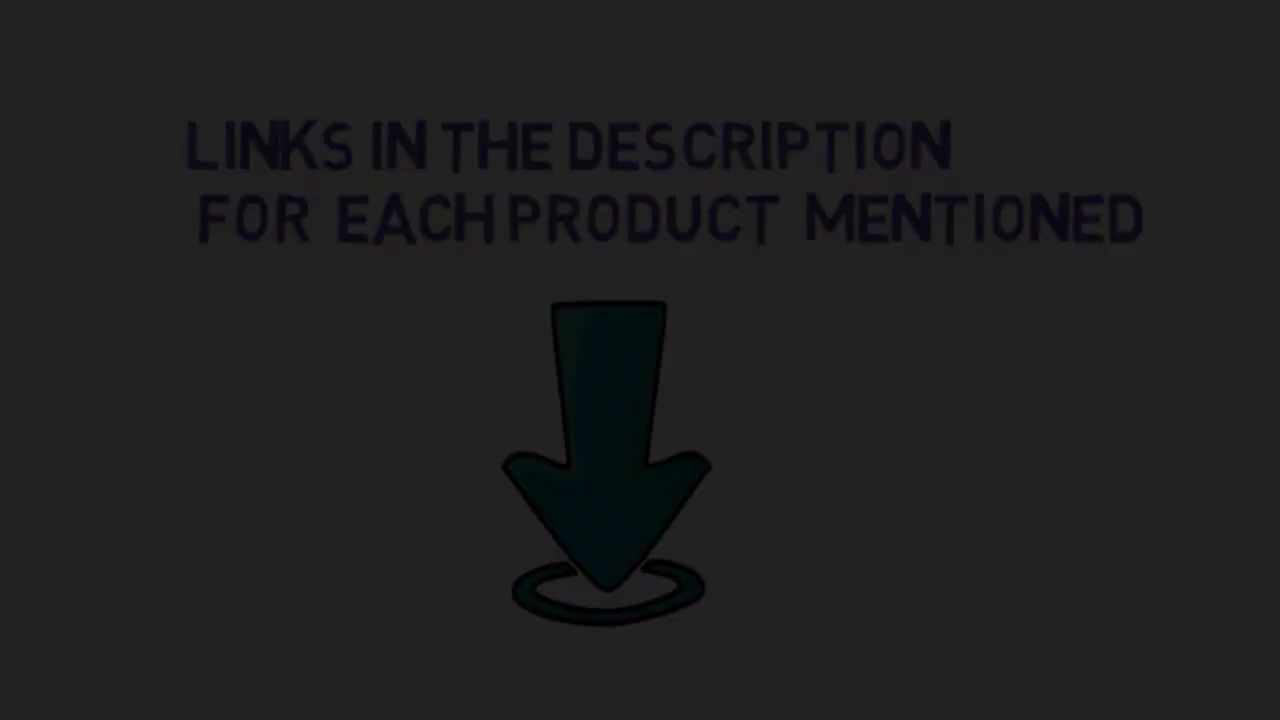 LINKS IN THE DESCRIPTION
FOR EACH PRODUCT MENTIONED